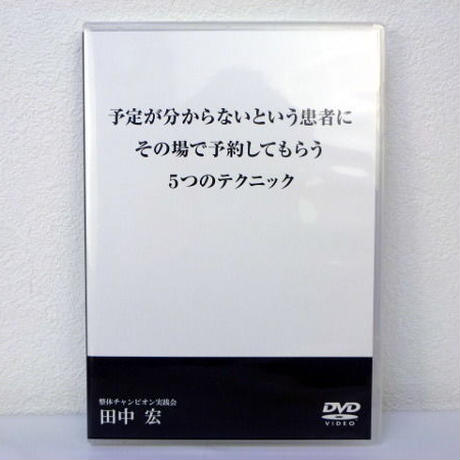 予定が分からないという患者に
その場で予約してもらう
5つのテクニック
整体チャンピオン実践会
田中 宏
DVD
VIDEO